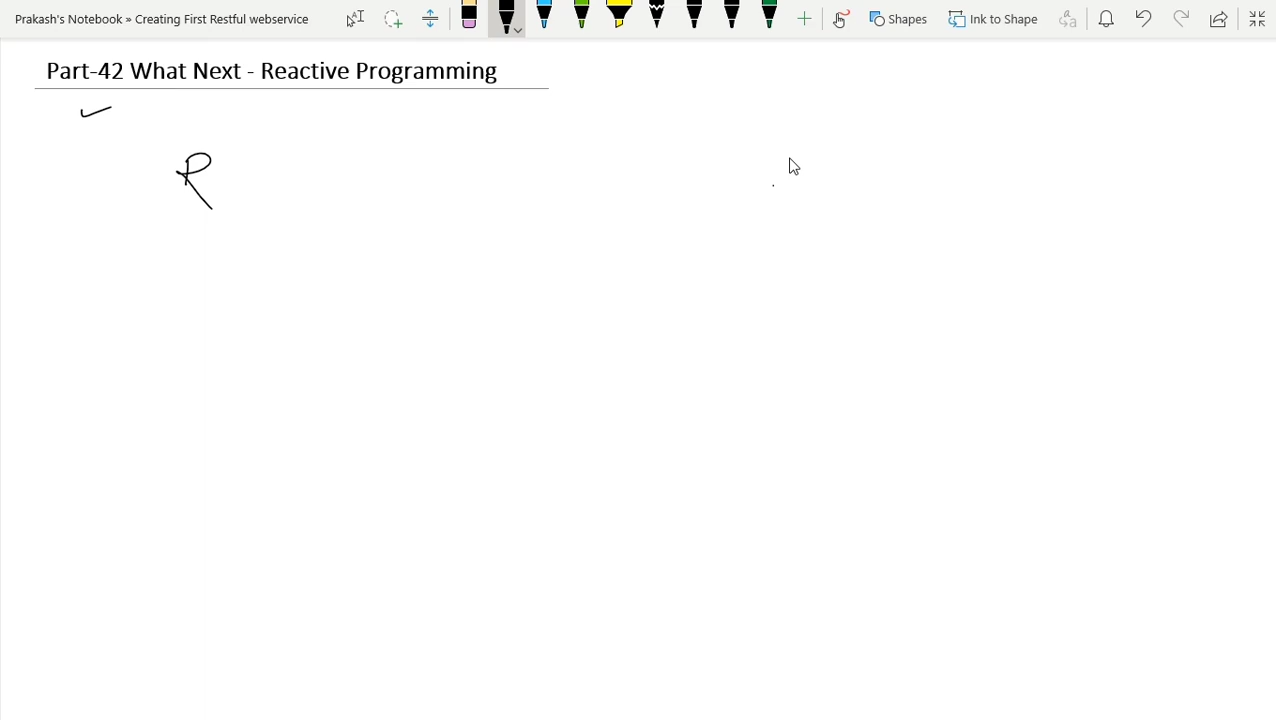 Prakash's Notebook » Creating First Restful webservice
Shapes
Ink to Shape
Part-42 What Next - Reactive Programming
R